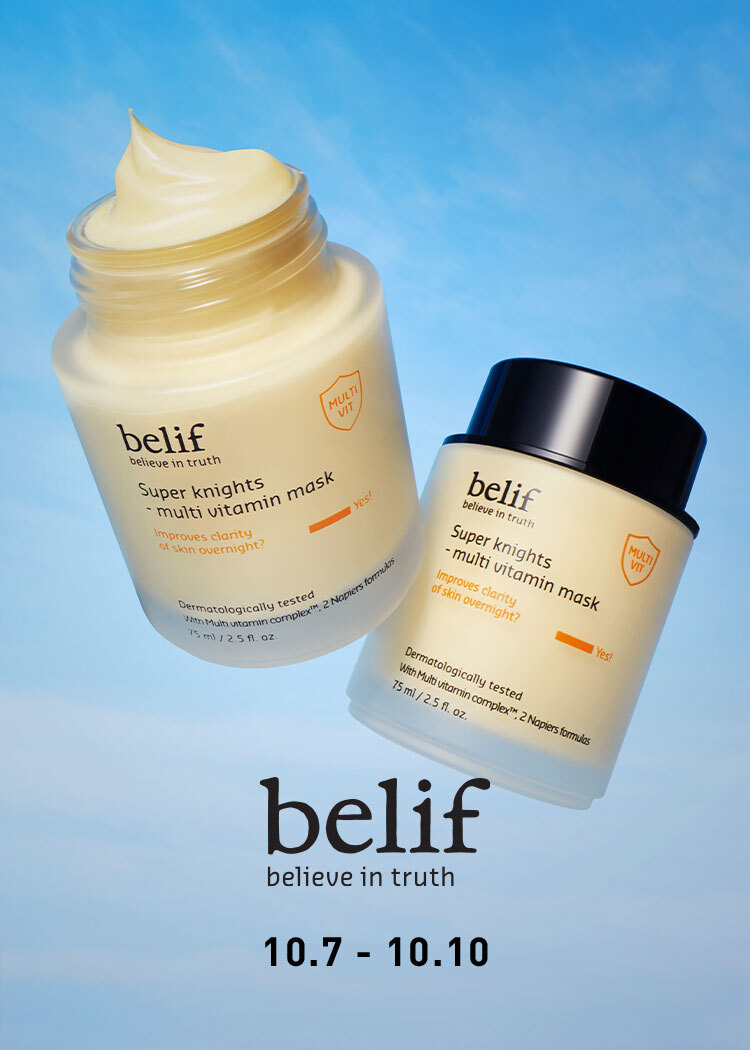 MULTI
VIT
belif
believe in truth
Super knights
- multi vitamin mask
Improves clarity
of skin overnight?
Yes!
Dermatologically tested
With Multi vitamin complex™, 2 Napiers formulas
75 ml / 2.5 fl. oz.
belif
believe in truth
Super knights
- multi vitamin mask
MULTI
VIT
Improves clarity
of skin overnight?
Yes!
Dermatologically tested
With Multi vitamin complex™, 2 Napiers formulas
75 ml / 2.5 fl. oz.
belif
believe in truth
10.7 - 10.10